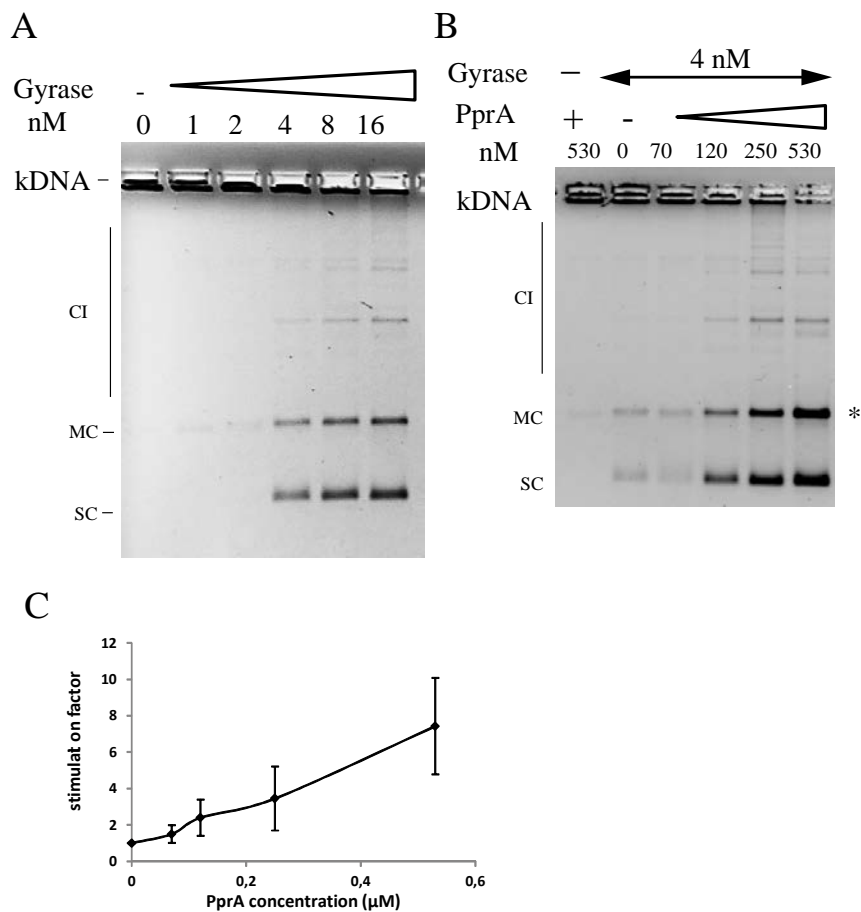 A
Gyrase -
nM 0 1 2 4 8 16
kDNA
CI
MC
SC
B
Gyrase – 4 nM
PprA + -
nM 530 0 70 120 250 530
kDNA
CI
MC *
SC
C
stimulat on factor
12
10
8
6
4
2
0
0 0,2 0,4 0,6
PprA concentration (µM)